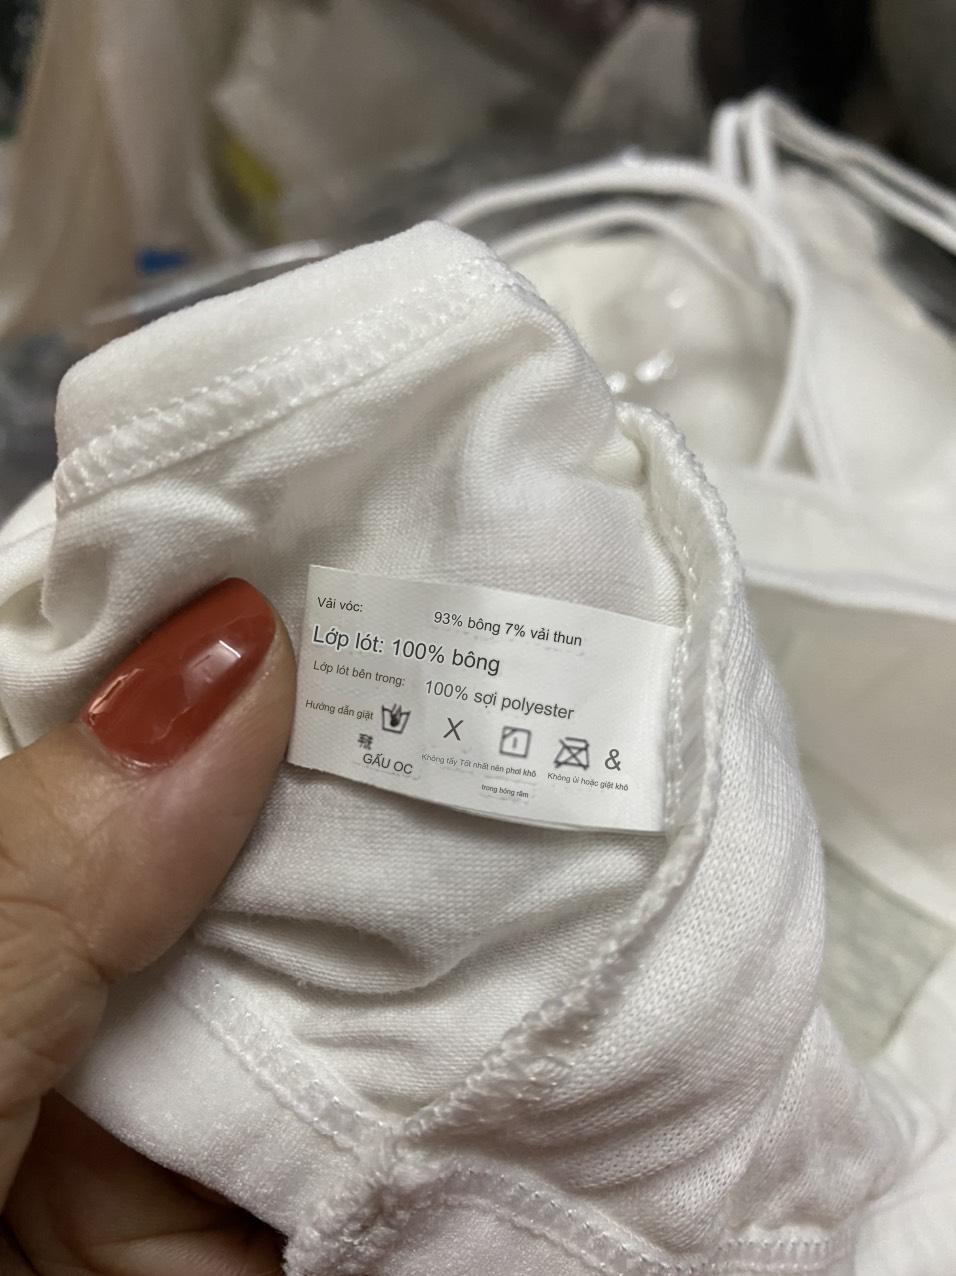 Vải vóc: 93% bông 7% vải thun
Lớp lót: 100% bông
Lớp lót bên trong: 100% sợi polyester
Hướng dẫn giặt X &
GẤU OC Không tẩy Tốt nhất nên phơi khô Không ủi hoặc giặt khô
trong bóng râm